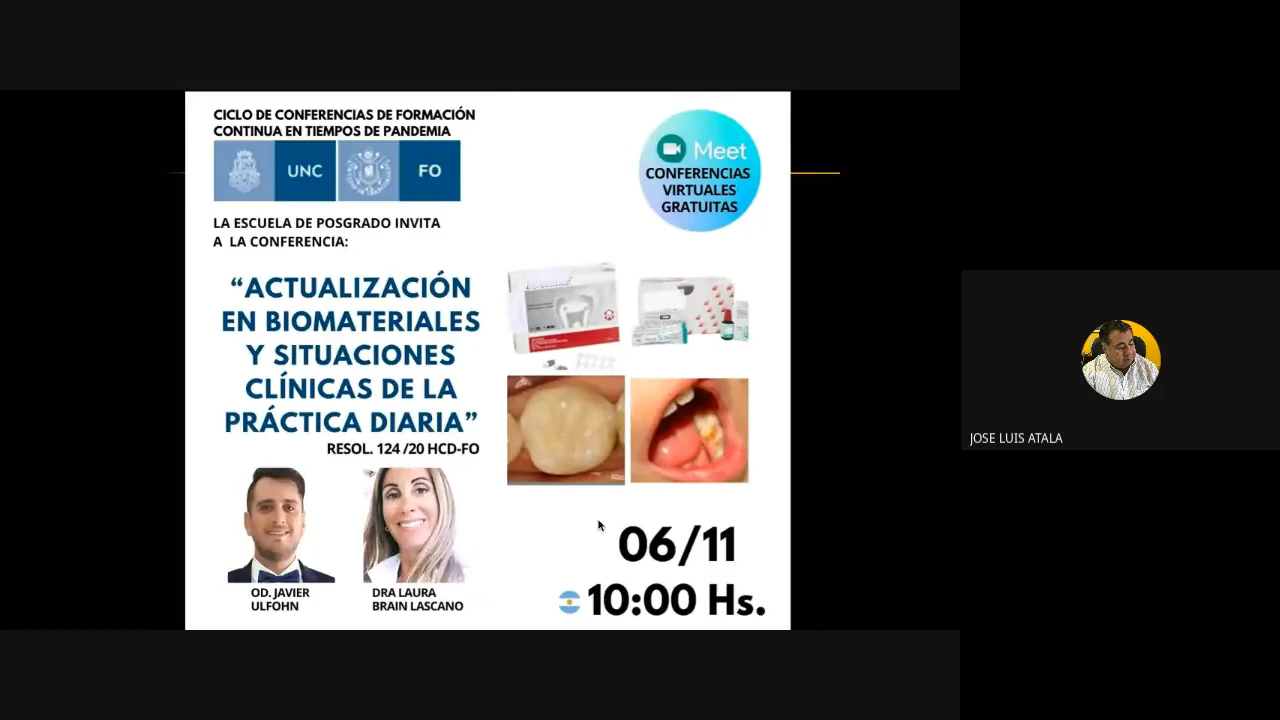 CICLO DE CONFERENCIAS DE FORMACIÓN
CONTINUA EN TIEMPOS DE PANDEMIA
UNC
FO
Meet
CONFERENCIAS
VIRTUALES
GRATUITAS
LA ESCUELA DE POSGRADO INVITA
A LA CONFERENCIA:
“ACTUALIZACIÓN
EN BIOMATERIALES
Y SITUACIONES
CLÍNICAS DE LA
PRÁCTICA DIARIA”
RESOL. 124 /20 HCD-FO
OD. JAVIER
ULFOHN
DRA LAURA
BRAIN LASCANO
06/11
10:00 Hs.
JOSE LUIS ATALA